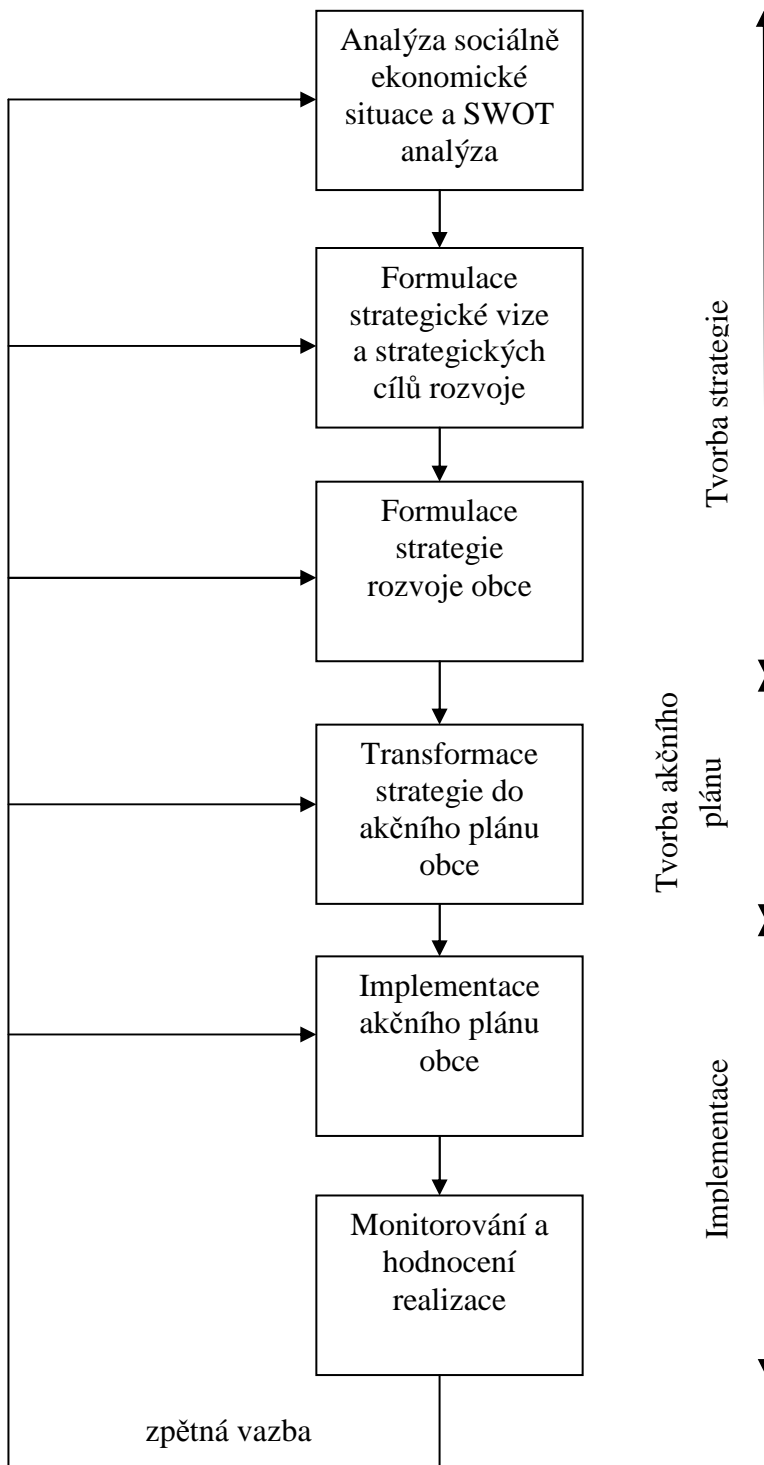 Analýza sociálně
ekonomické
situace a SWOT
analýza
Formulace
strategické vize
a strategických
cílů rozvoje
Tvorba strategie
Formulace
strategie
rozvoje obce
Transformace
strategie do
akčního plánu
obce
Tvorba akčního
plánu
Implementace
akčního plánu
obce
Implementace
Monitorování a
hodnocení
realizace
zpětná vazba